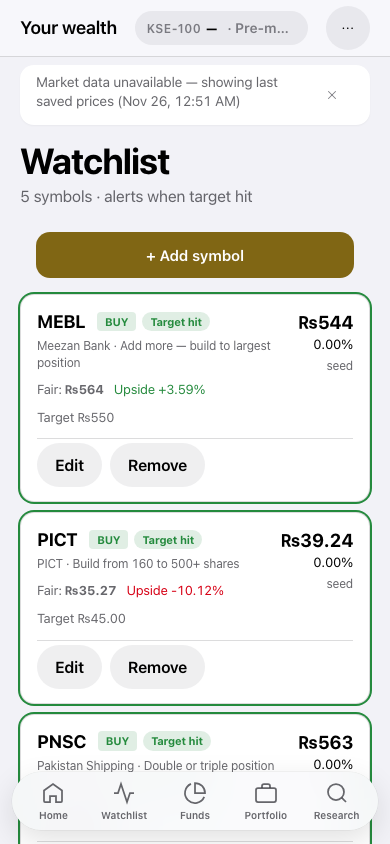 Your wealth
KSE-100 — · Pre-m...
...
Market data unavailable — showing last
saved prices (Nov 26, 12:51 AM)
×
Watchlist
5 symbols · alerts when target hit
+ Add symbol
MEBL BUY Target hit ₨544
Meezan Bank · Add more — build to largest
position
0.00%
seed
Fair: ₨564 Upside +3.59%
Target ₨550
Edit Remove
PICT BUY Target hit ₨39.24
PICT · Build from 160 to 500+ shares 0.00%
seed
Fair: ₨35.27 Upside -10.12%
Target ₨45.00
Edit Remove
PNSC BUY Target hit ₨563
Pakistan Shipping · Double or triple position 0.00%
Home Watchlist Funds Portfolio Research